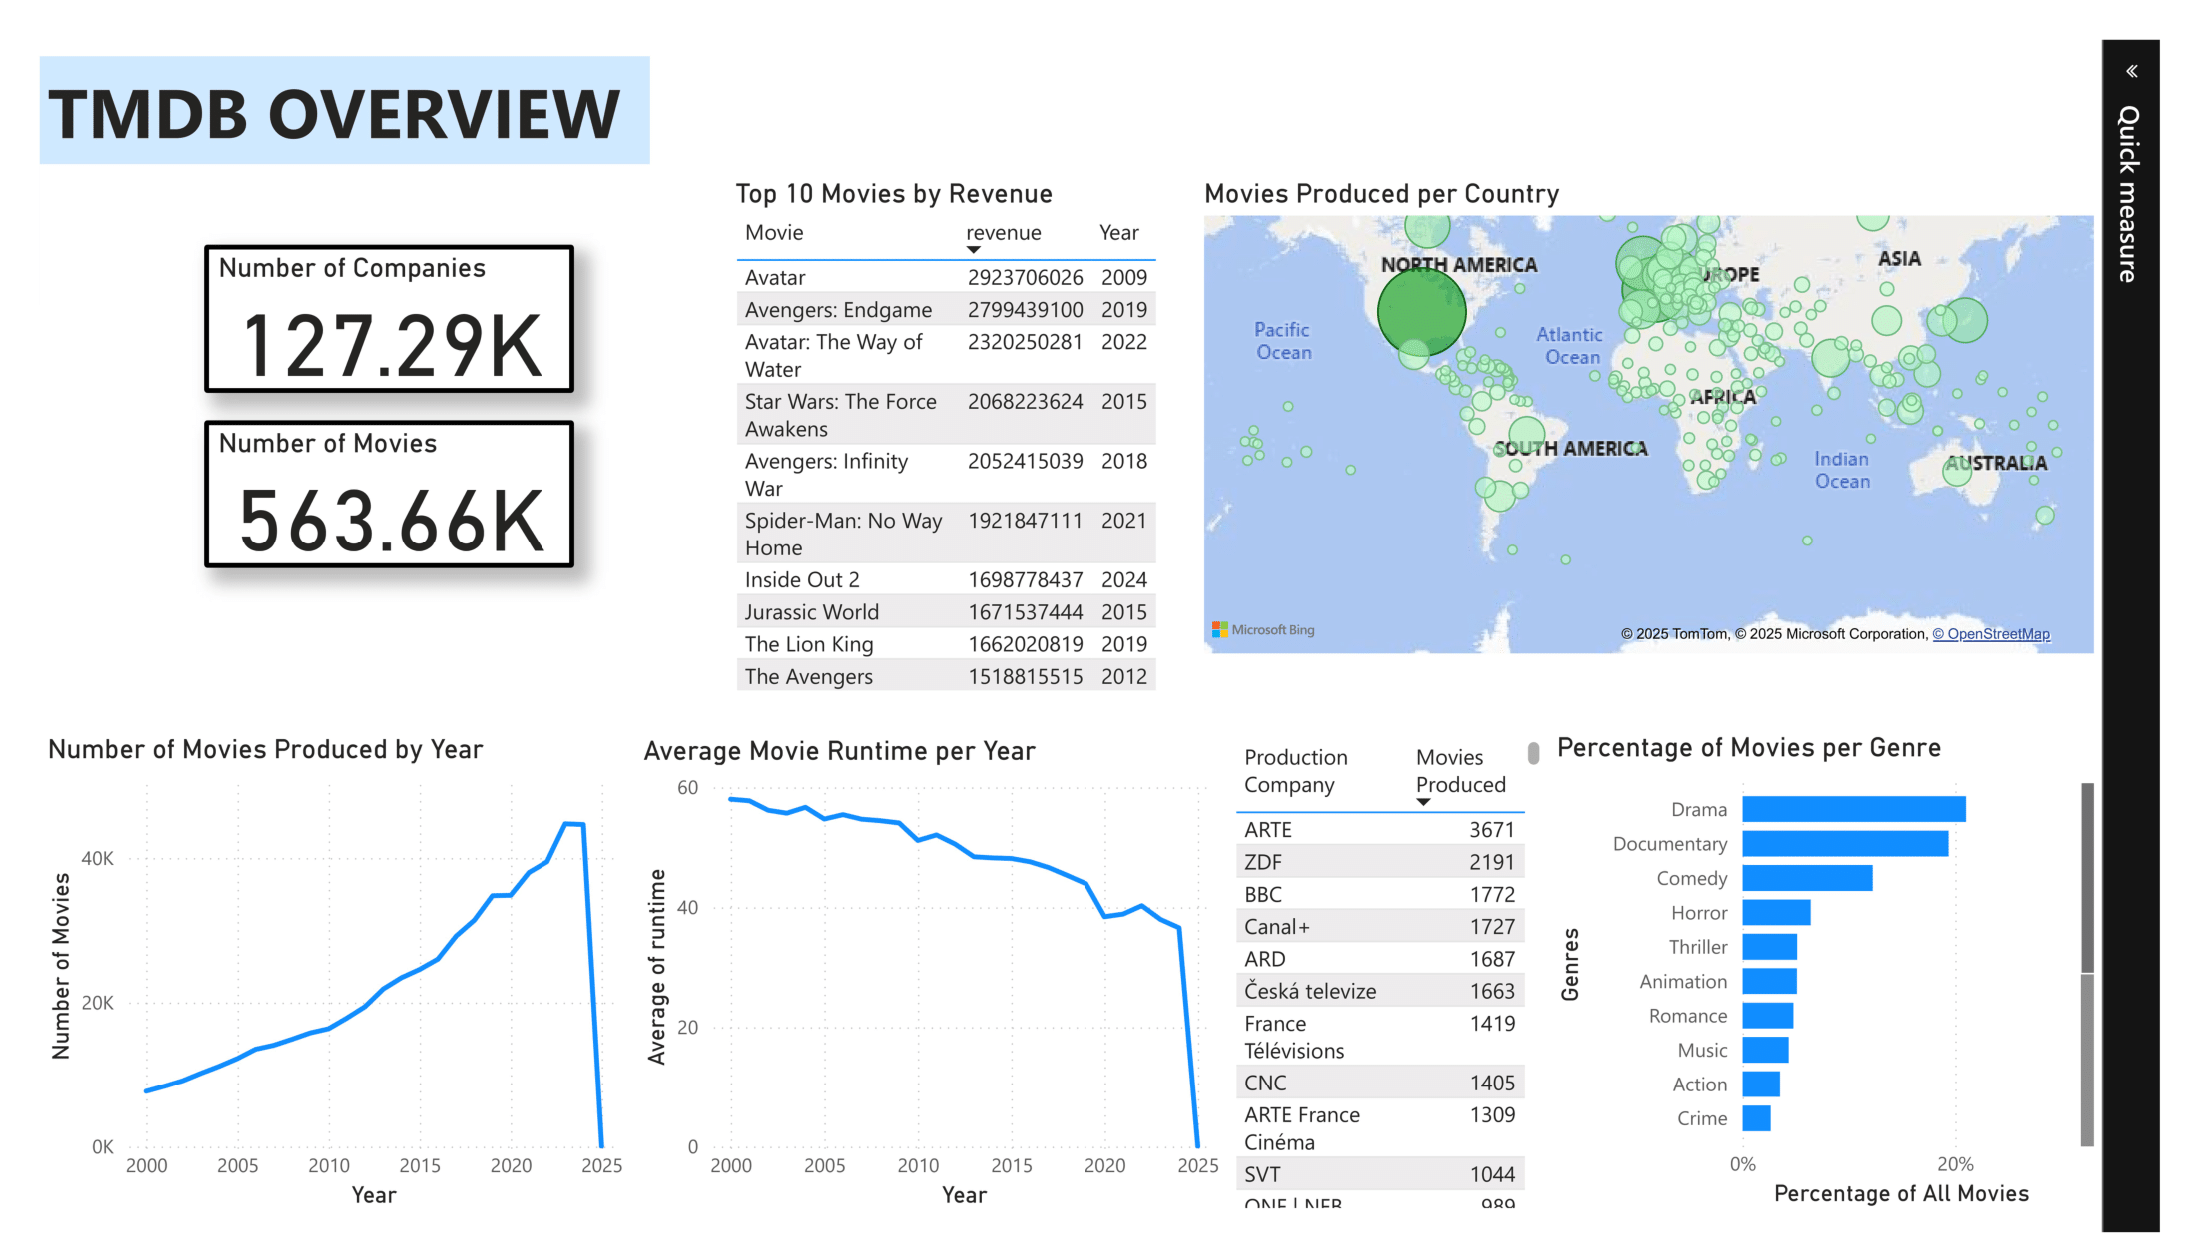 TMDB OVERVIEW
«
Quick measure
Number of Companies
127.29K
Number of Movies
563.66K
Top 10 Movies by Revenue
Movie revenue Year
Avatar 2923706026 2009
Avengers: Endgame 2799439100 2019
Avatar: The Way of 2320250281 2022
Water
Star Wars: The Force 2068223624 2015
Awakens
Avengers: Infinity 2052415039 2018
War
Spider-Man: No Way 1921847111 2021
Home
Inside Out 2 1698778437 2024
Jurassic World 1671537444 2015
The Lion King 1662020819 2019
The Avengers 1518815515 2012
Movies Produced per Country
NORTH AMERICA
EUROPE
ASIA
Pacific
Ocean
Atlantic
Ocean
AFRICA
SOUTH AMERICA
Indian
Ocean
AUSTRALIA
Microsoft Bing
© 2025 TomTom, © 2025 Microsoft Corporation, © OpenStreetMap
Number of Movies Produced by Year
Number of Movies
40K
20K
0K
2000 2005 2010 2015 2020 2025
Year
Average Movie Runtime per Year
Average of runtime
60
40
20
0
2000 2005 2010 2015 2020 2025
Year
Production Movies
Company Produced
ARTE 3671
ZDF 2191
BBC 1772
Canal+ 1727
ARD 1687
Česká televize 1663
France 1419
Télévisions
CNC 1405
ARTE France 1309
Cinéma
SVT 1044
ONF | NFB 989
Percentage of Movies per Genre
Genres
Drama
Documentary
Comedy
Horror
Thriller
Animation
Romance
Music
Action
Crime
0% 20%
Percentage of All Movies